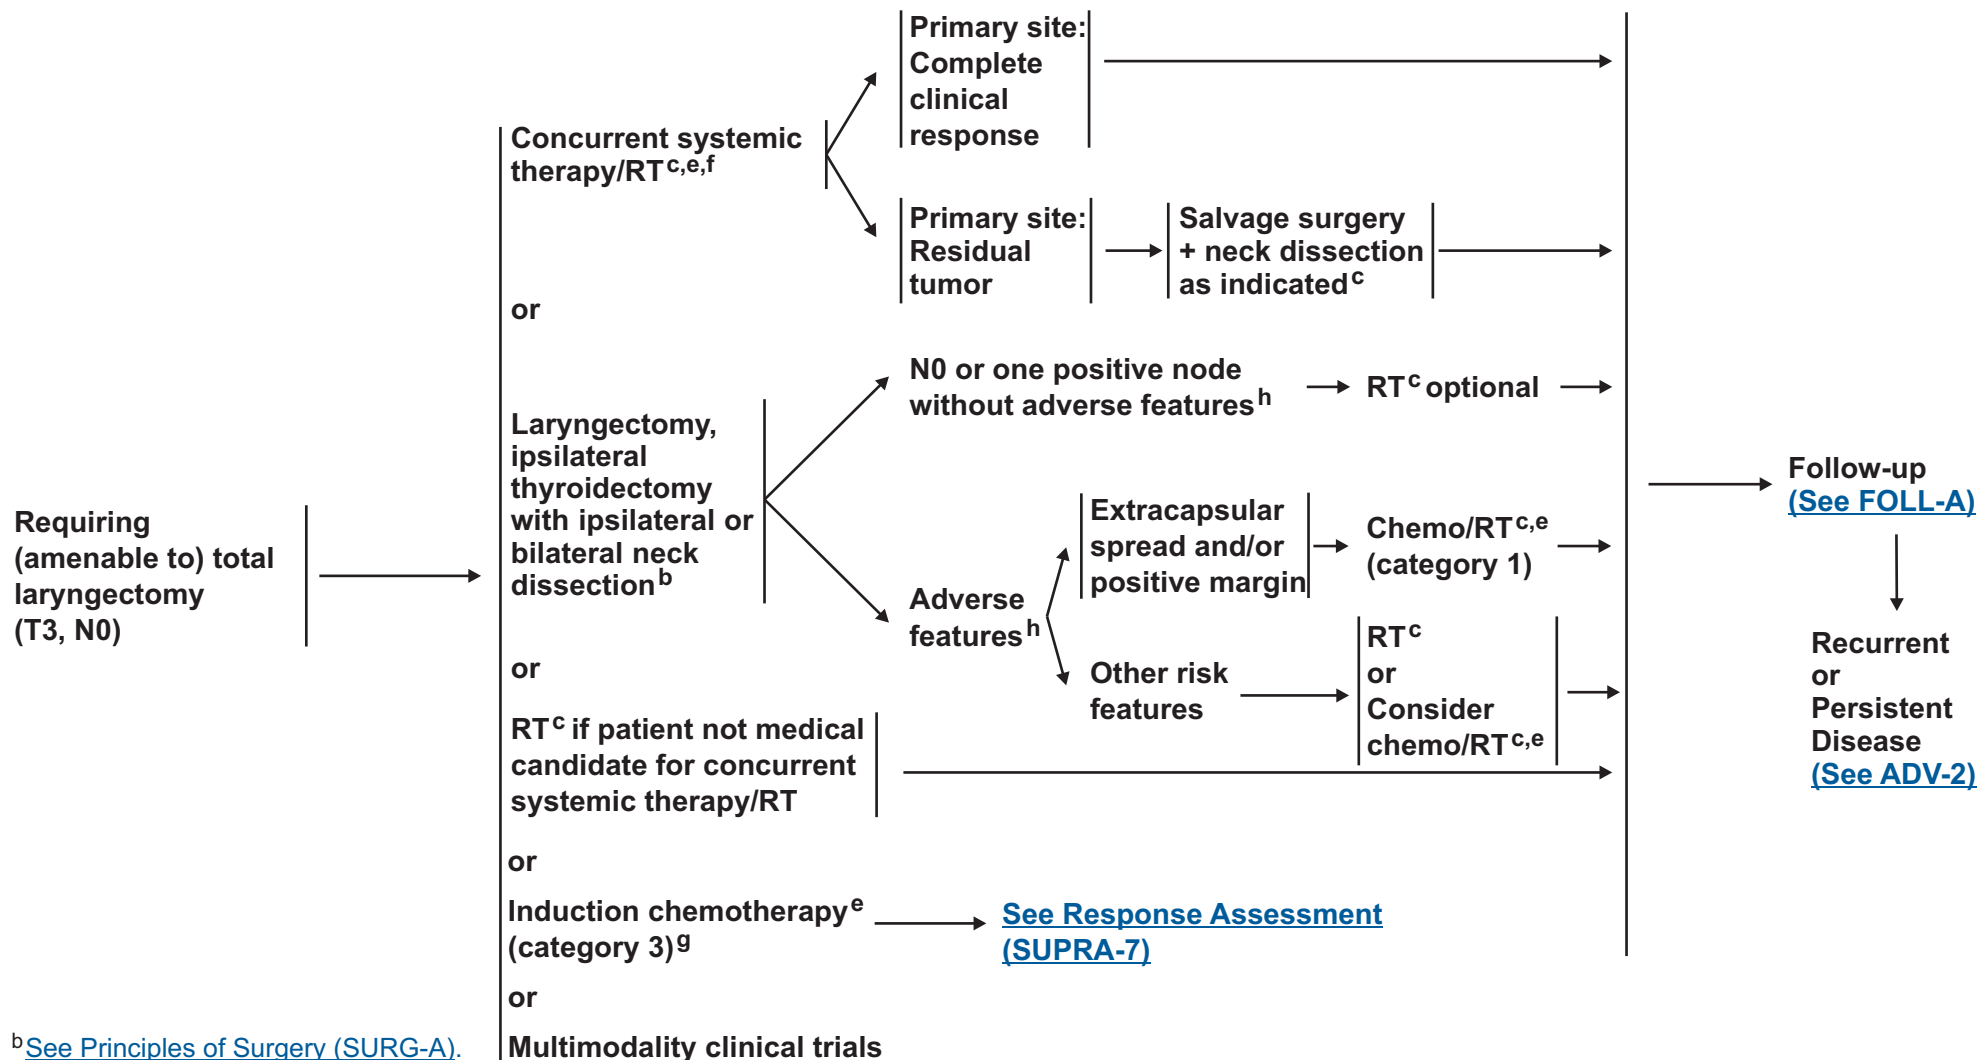 Requiring
(amenable to) total
laryngectomy
(T3, N0)
Concurrent systemic
therapy/RTc,e,f
Primary site:
Complete
clinical
response
Primary site:
Residual
tumor
Salvage surgery
+ neck dissection
as indicatedc
or
Laryngectomy,
ipsilateral
thyroidectomy
with ipsilateral or
bilateral neck
dissectionb
N0 or one positive node
without adverse featuresh
RTc optional
Adverse
featuresh
Extracapsular
spread and/or
positive margin
Chemo/RTc,e
(category 1)
Other risk
features
RTc
or
Consider
chemo/RTc,e
or
RTc if patient not medical
candidate for concurrent
systemic therapy/RT
or
Induction chemotherapye
(category 3)g
See Response Assessment
(SUPRA-7)
or
Multimodality clinical trials
Follow-up
(See FOLL-A)
Recurrent
or
Persistent
Disease
(See ADV-2)
bSee Principles of Surgery (SURG-A).